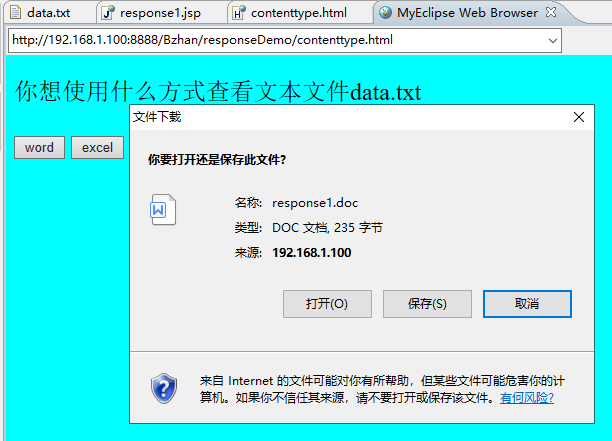 data.txt response1.jsp contenttype.html MyEclipse Web Browser
http://192.168.1.100:8888/Bzhan/responseDemo/contenttype.html
你想使用什么方式查看文本文件data.txt
word excel
文件下载
你要打开还是保存此文件?
名称: response1.doc
类型: DOC 文档, 235 字节
来源: 192.168.1.100
打开(O) 保存(S) 取消
来自 Internet 的文件可能对你有所帮助，但某些文件可能危害你的计
算机。如果你不信任其来源，请不要打开或保存该文件。有何风险?